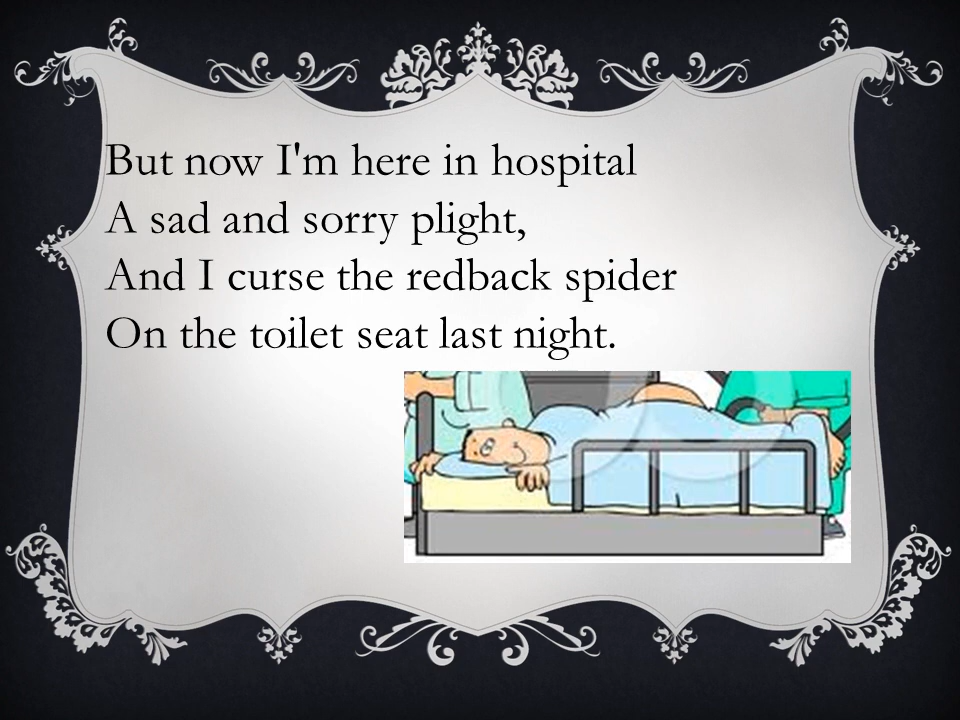 But now I'm here in hospital
A sad and sorry plight,
And I curse the redback spider
On the toilet seat last night.